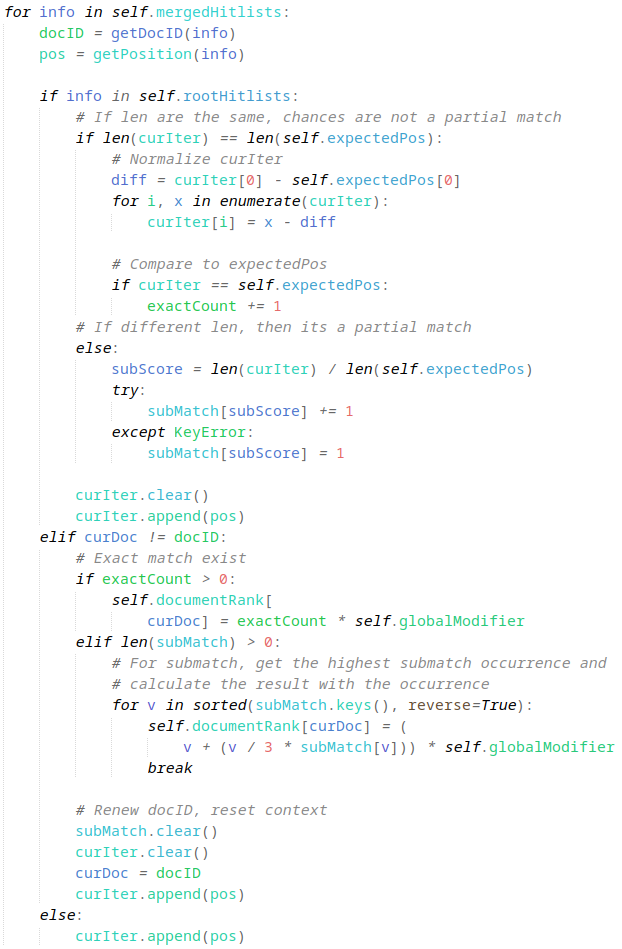 for info in self.mergedHitlists:
    docID = getDocID(info)
    pos = getPosition(info)

    if info in self.rootHitlists:
        # If len are the same, chances are not a partial match
        if len(curIter) == len(self.expectedPos):
            # Normalize curIter
            diff = curIter[0] - self.expectedPos[0]
            for i, x in enumerate(curIter):
                curIter[i] = x - diff

            # Compare to expectedPos
            if curIter == self.expectedPos:
                exactCount += 1
        # If different len, then its a partial match
        else:
            subScore = len(curIter) / len(self.expectedPos)
            try:
                subMatch[subScore] += 1
            except KeyError:
                subMatch[subScore] = 1

        curIter.clear()
        curIter.append(pos)
    elif curDoc != docID:
        # Exact match exist
        if exactCount > 0:
            self.documentRank[
                curDoc] = exactCount * self.globalModifier
        elif len(subMatch) > 0:
            # For submatch, get the highest submatch occurrence and
            # calculate the result with the occurrence
            for v in sorted(subMatch.keys(), reverse=True):
                self.documentRank[curDoc] = (
                    v + (v / 3 * subMatch[v])) * self.globalModifier
                break

        # Renew docID, reset context
        subMatch.clear()
        curIter.clear()
        curDoc = docID
        curIter.append(pos)
    else:
        curIter.append(pos)